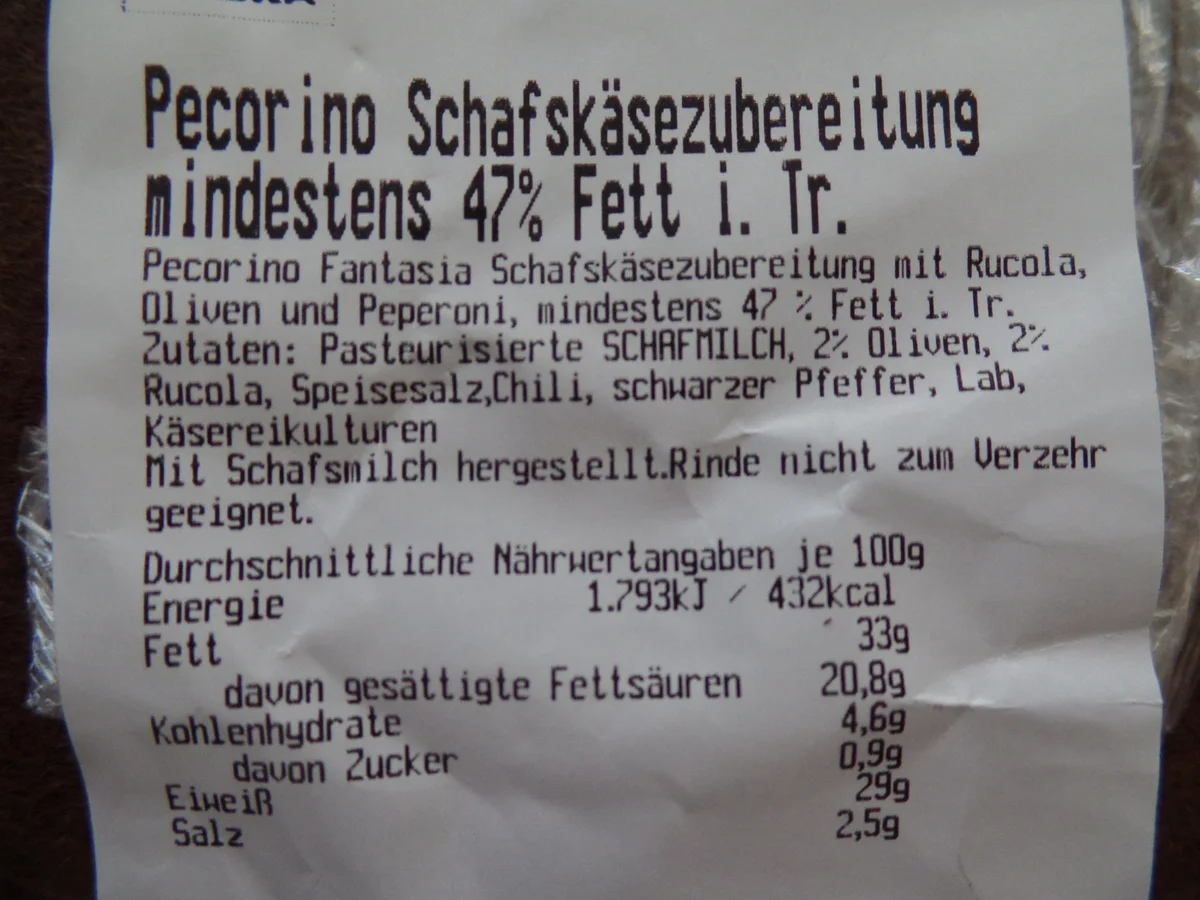 Pecorino Schafskäsezubereitung
mindestens 47% Fett i. Tr.
Pecorino Fantasia Schafskäsezubereitung mit Rucola,
Oliven und Peperoni, mindestens 47 % Fett i. Tr.
Zutaten: Pasteurisierte SCHAFMILCH, 2% Oliven, 2%
Rucola, Speisesalz,Chili, schwarzer Pfeffer, Lab,
Käsereikulturen
Mit Schafsmilch hergestellt.Rinde nicht zum Verzehr
geeignet.
Durchschnittliche Nährwertangaben je 100g
Energie 1.793kJ / 432kcal
Fett 33g
davon gesättigte Fettsäuren 20,8g
Kohlenhydrate 4,6g
davon Zucker 0,9g
Eiweiß 29g
Salz 2,5g